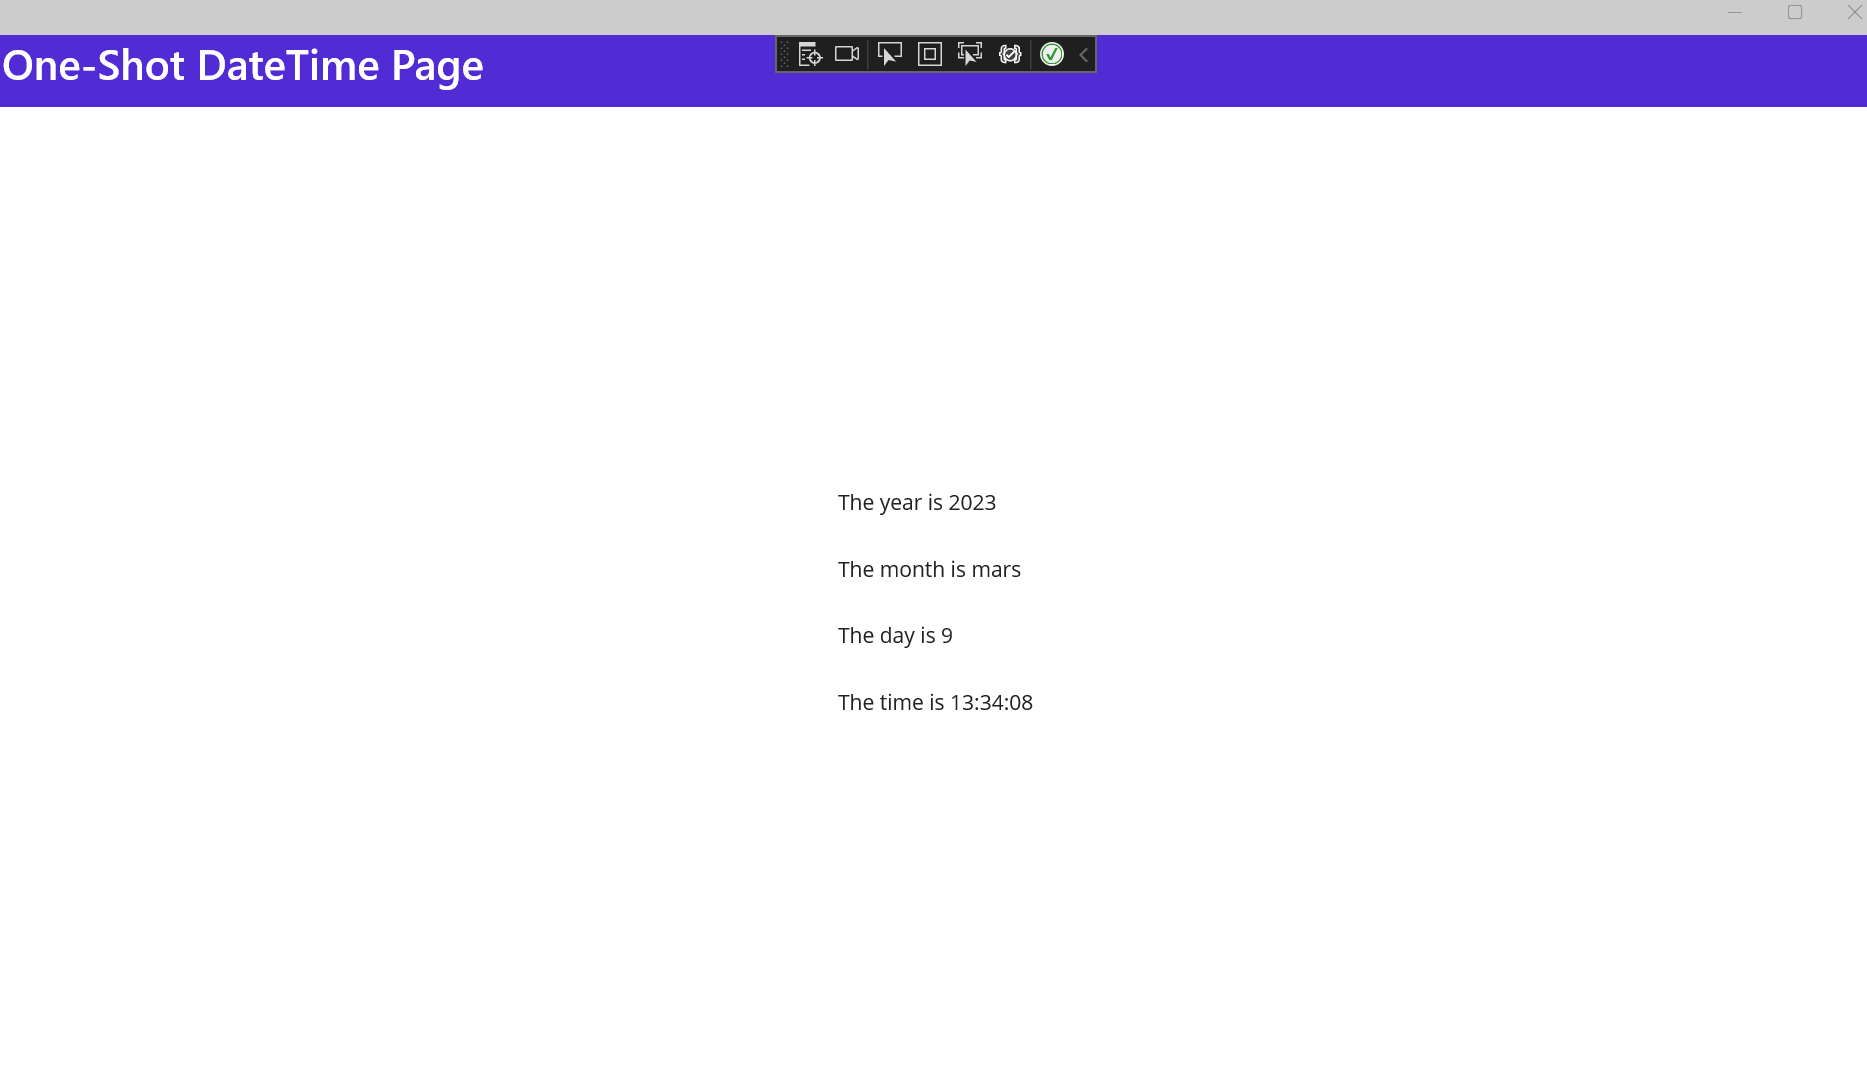 One-Shot DateTime Page
The year is 2023
The month is mars
The day is 9
The time is 13:34:08